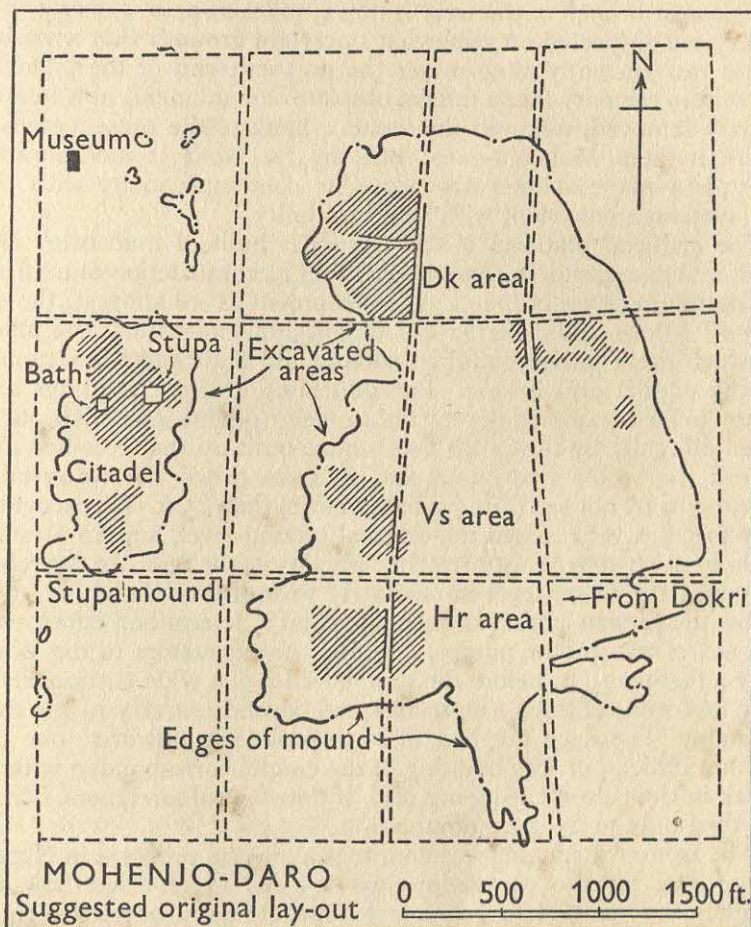 N
Museum
Dk area
Stupa
Excavated
areas
Bath
Citadel
Vs area
Stupa mound
From Dokri
Hr area
Edges of mound
MOHENJO-DARO
Suggested original lay-out
0 500 1000 1500 ft.